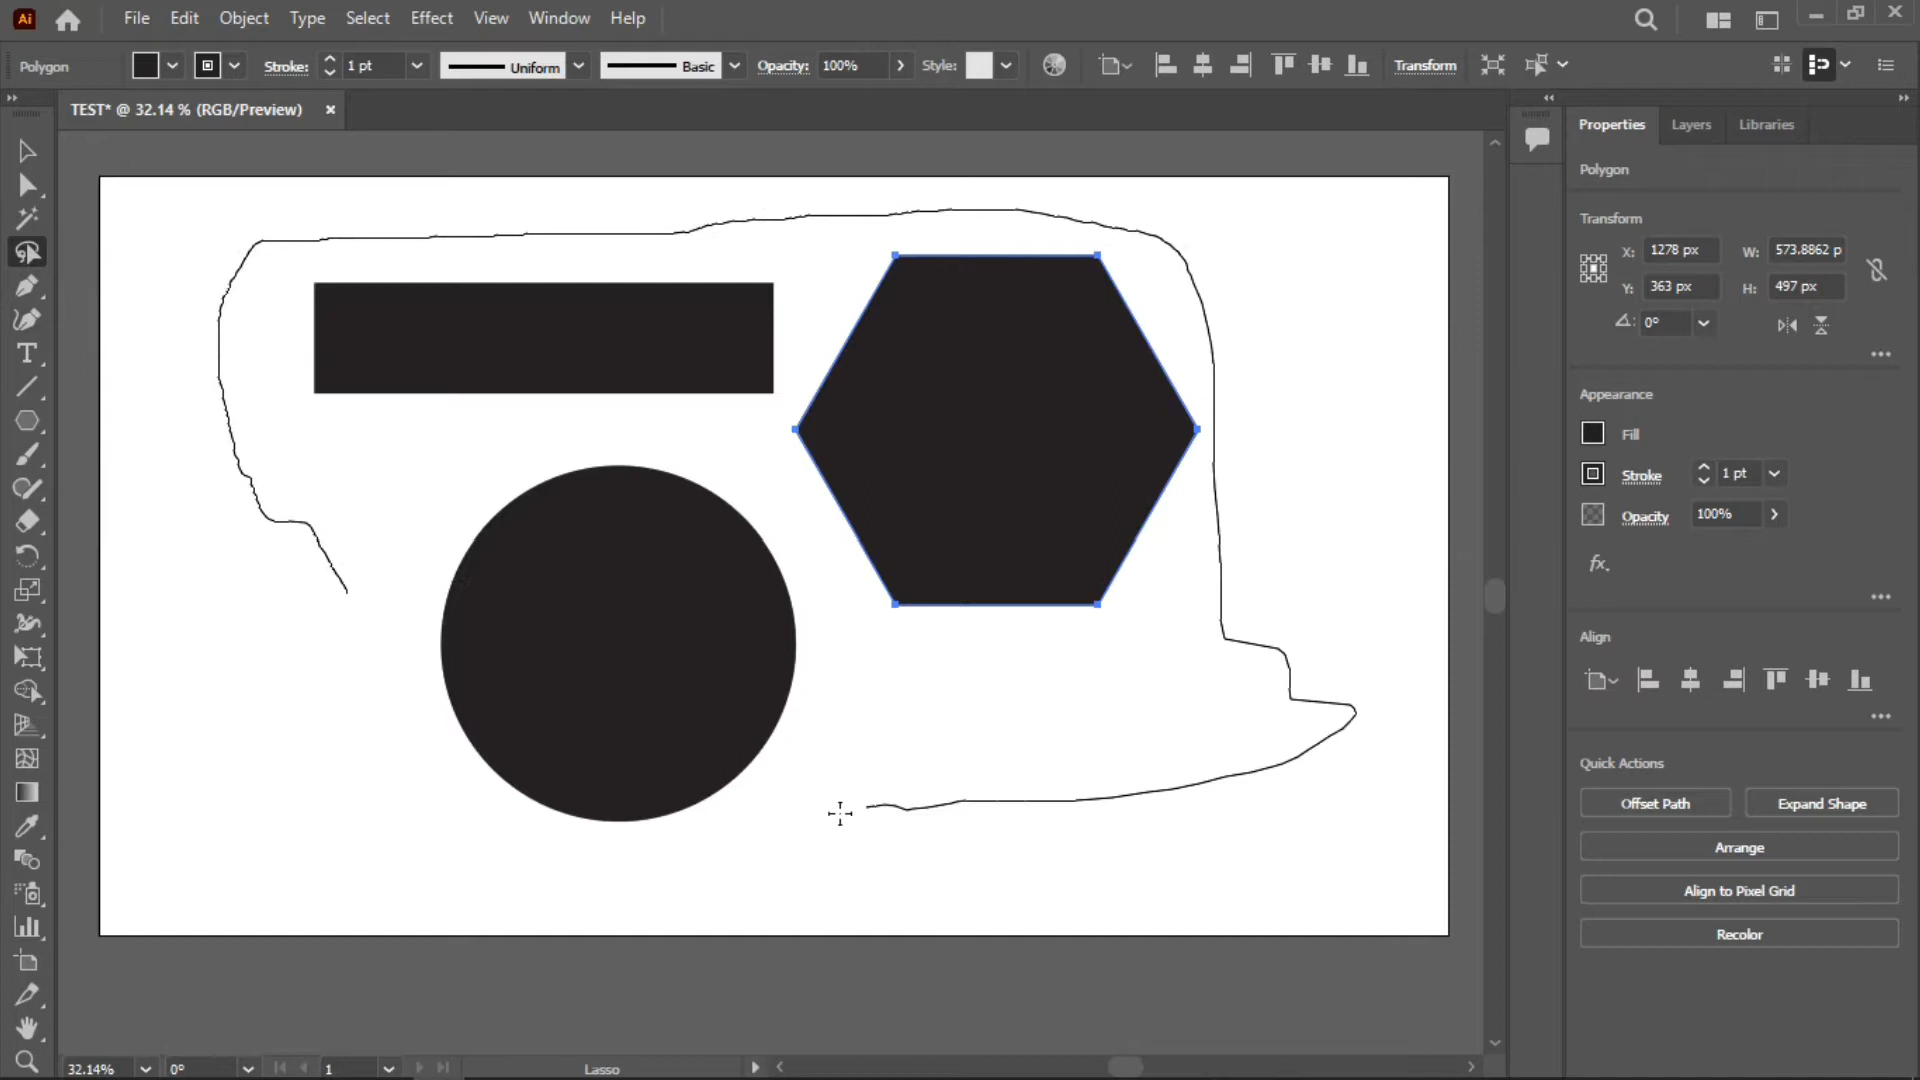 Ai File Edit Object Type Select Effect View Window Help
Polygon Stroke: 1 pt Uniform Basic Opacity: 100% Style: Transform
TEST* @ 32.14 % (RGB/Preview) ×
Properties Layers Libraries
Polygon
Transform
X: 1278 px W: 573.8862 p
Y: 363 px H: 497 px
0°
Appearance
Fill
Stroke 1 pt
Opacity 100%
fx.
Align
Quick Actions
Offset Path Expand Shape
Arrange
Align to Pixel Grid
Recolor
32.14% 0° 1 Lasso